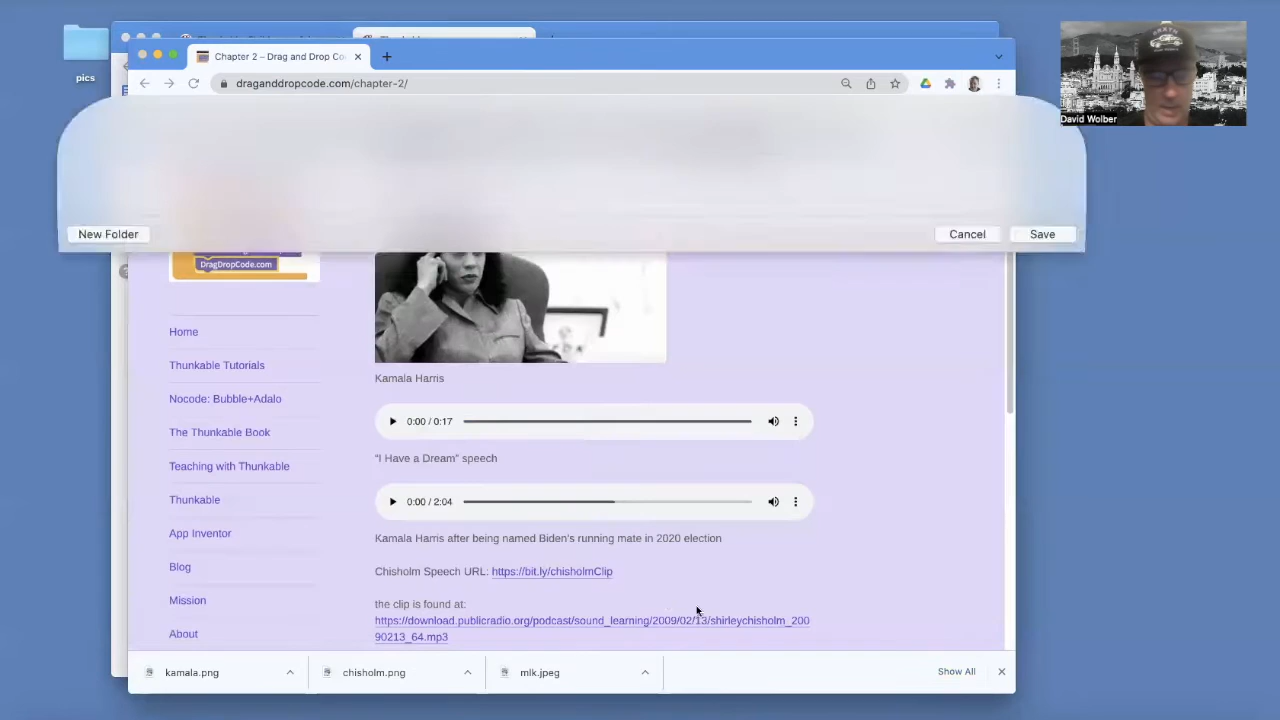 pics
Chapter 2 – Drag and Drop Co
draganddropcode.com/chapter-2/
David Wolber
New Folder
Cancel
Save
DragDropCode.com
Home
Thunkable Tutorials
Nocode: Bubble+Adalo
The Thunkable Book
Teaching with Thunkable
Thunkable
App Inventor
Blog
Mission
About
Kamala Harris
0:00 / 0:17
“I Have a Dream” speech
0:00 / 2:04
Kamala Harris after being named Biden’s running mate in 2020 election
Chisholm Speech URL: https://bit.ly/chisholmClip
the clip is found at:
https://download.publicradio.org/podcast/sound_learning/2009/02/13/shirleychisholm_200
90213_64.mp3
kamala.png
chisholm.png
mlk.jpeg
Show All